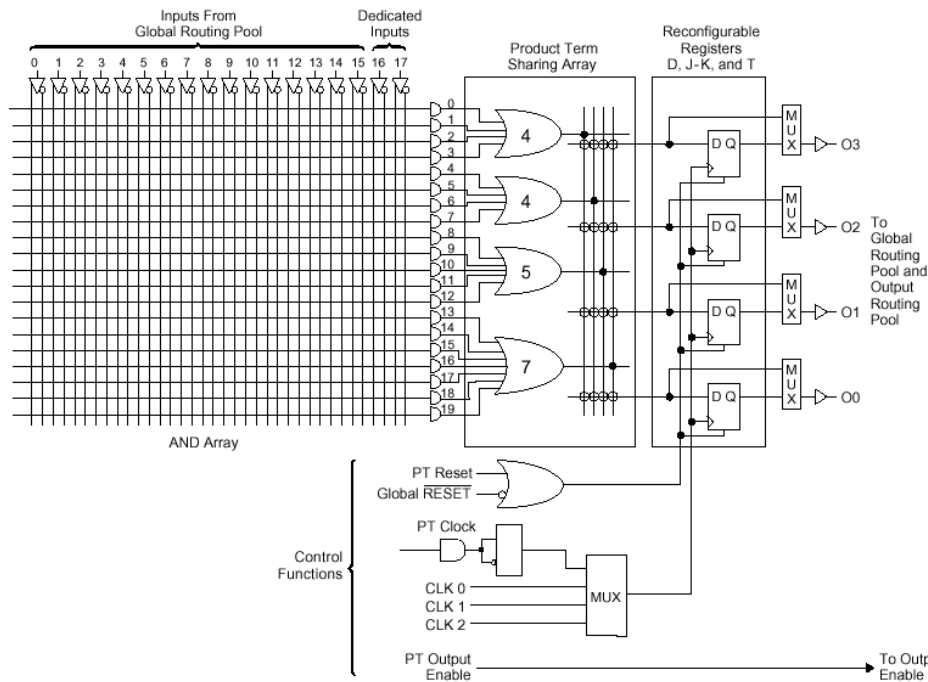 Inputs From
Global Routing Pool
Dedicated
Inputs
0 1 2 3 4 5 6 7 8 9 10 11 12 13 14 15 16 17
Product Term
Sharing Array
Reconfigurable
Registers
D, J-K, and T
0
1
2
3
4
5
6
7
8
9
10
11
12
13
14
15
16
17
18
19
4
4
5
7
D Q
MUX
O3
D Q
MUX
O2
D Q
MUX
O1
D Q
MUX
O0
To
Global
Routing
Pool and
Output
Routing
Pool
AND Array
PT Reset
Global RESET
PT Clock
Control
Functions
CLK 0
CLK 1
CLK 2
MUX
PT Output
Enable
To Outp
Enable